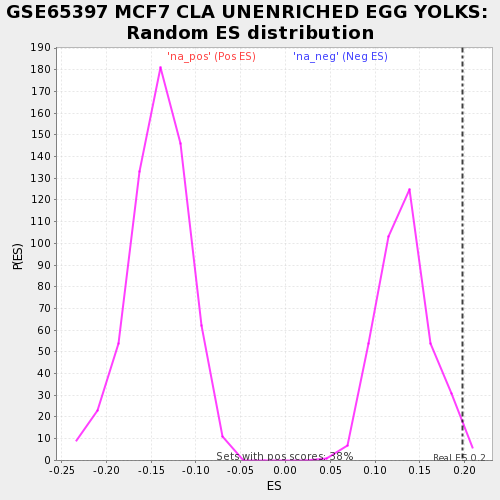 GSE65397 MCF7 CLA UNENRICHED EGG YOLKS:
Random ES distribution
'na_pos' (Pos ES) 'na_neg' (Neg ES)
P(ES)
190
180
170
160
150
140
130
120
110
100
90
80
70
60
50
40
30
20
10
0
Sets with pos scores: 38%
Real ES 0.2
-0.25 -0.20 -0.15 -0.10 -0.05 0.00 0.05 0.10 0.15 0.20
ES